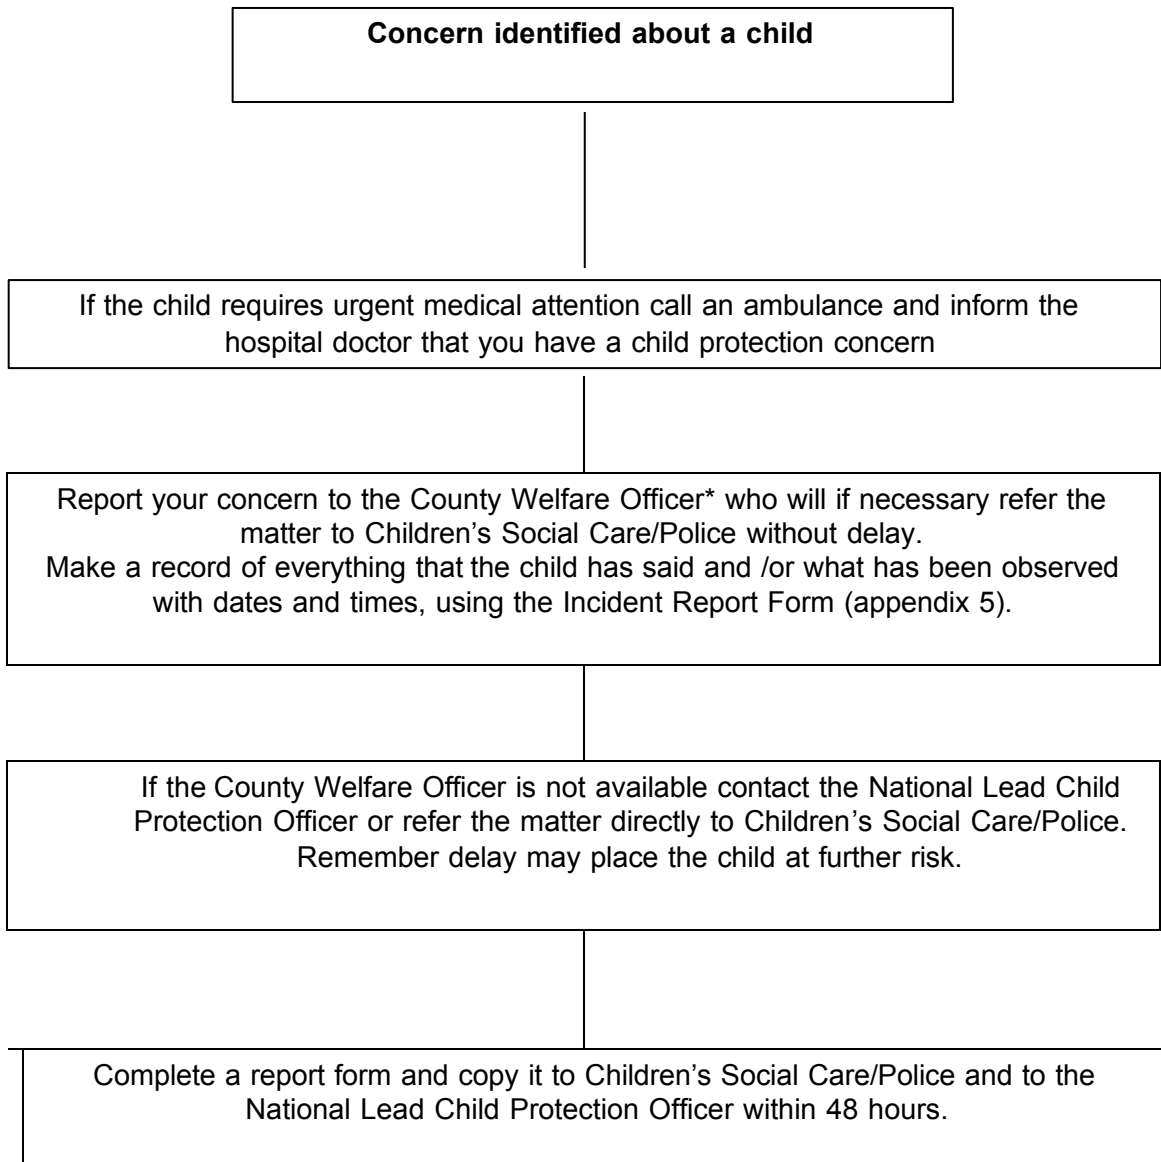 Concern identified about a child
If the child requires urgent medical attention call an ambulance and inform the
hospital doctor that you have a child protection concern
Report your concern to the County Welfare Officer* who will if necessary refer the
matter to Children’s Social Care/Police without delay.
Make a record of everything that the child has said and /or what has been observed
with dates and times, using the Incident Report Form (appendix 5).
If the County Welfare Officer is not available contact the National Lead Child
Protection Officer or refer the matter directly to Children’s Social Care/Police.
Remember delay may place the child at further risk.
Complete a report form and copy it to Children’s Social Care/Police and to the
National Lead Child Protection Officer within 48 hours.